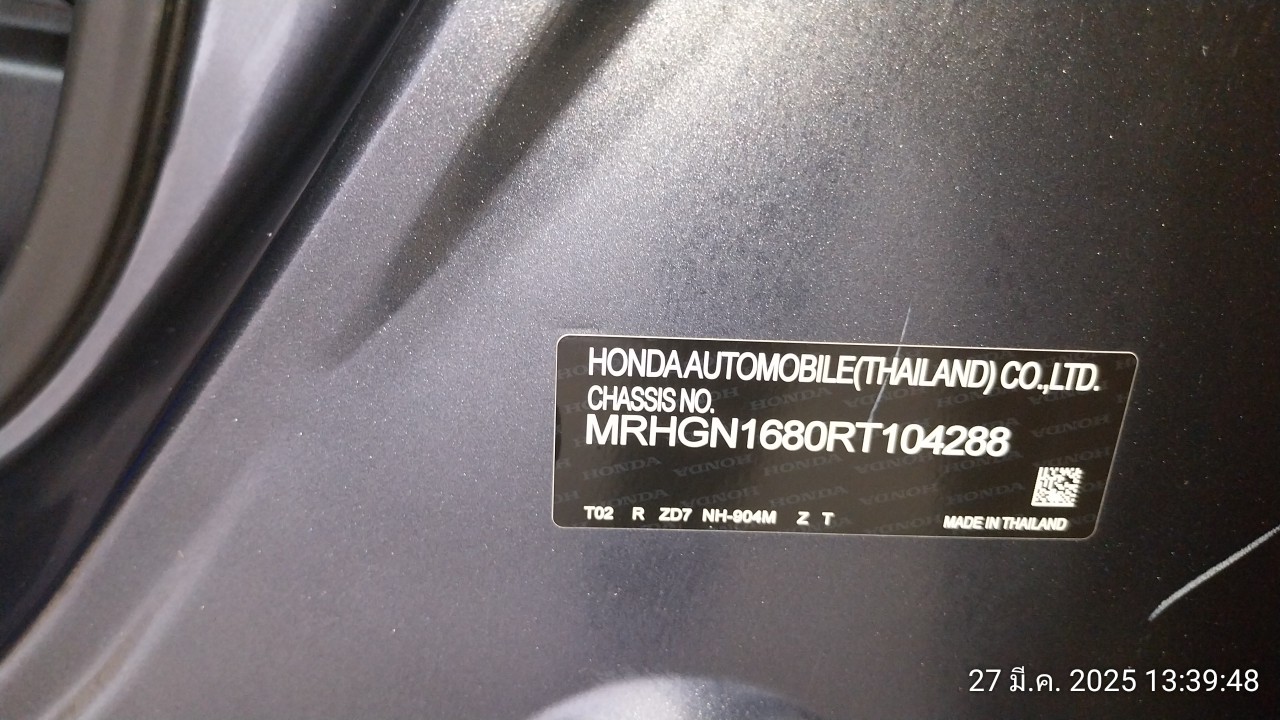 HONDA AUTOMOBILE (THAILAND) CO.,LTD.
CHASSIS NO.
MRHGN1680RT104288
T02 R ZD7 NH-904M Z T
MADE IN THAILAND
27 มี.ค. 2025 13:39:48